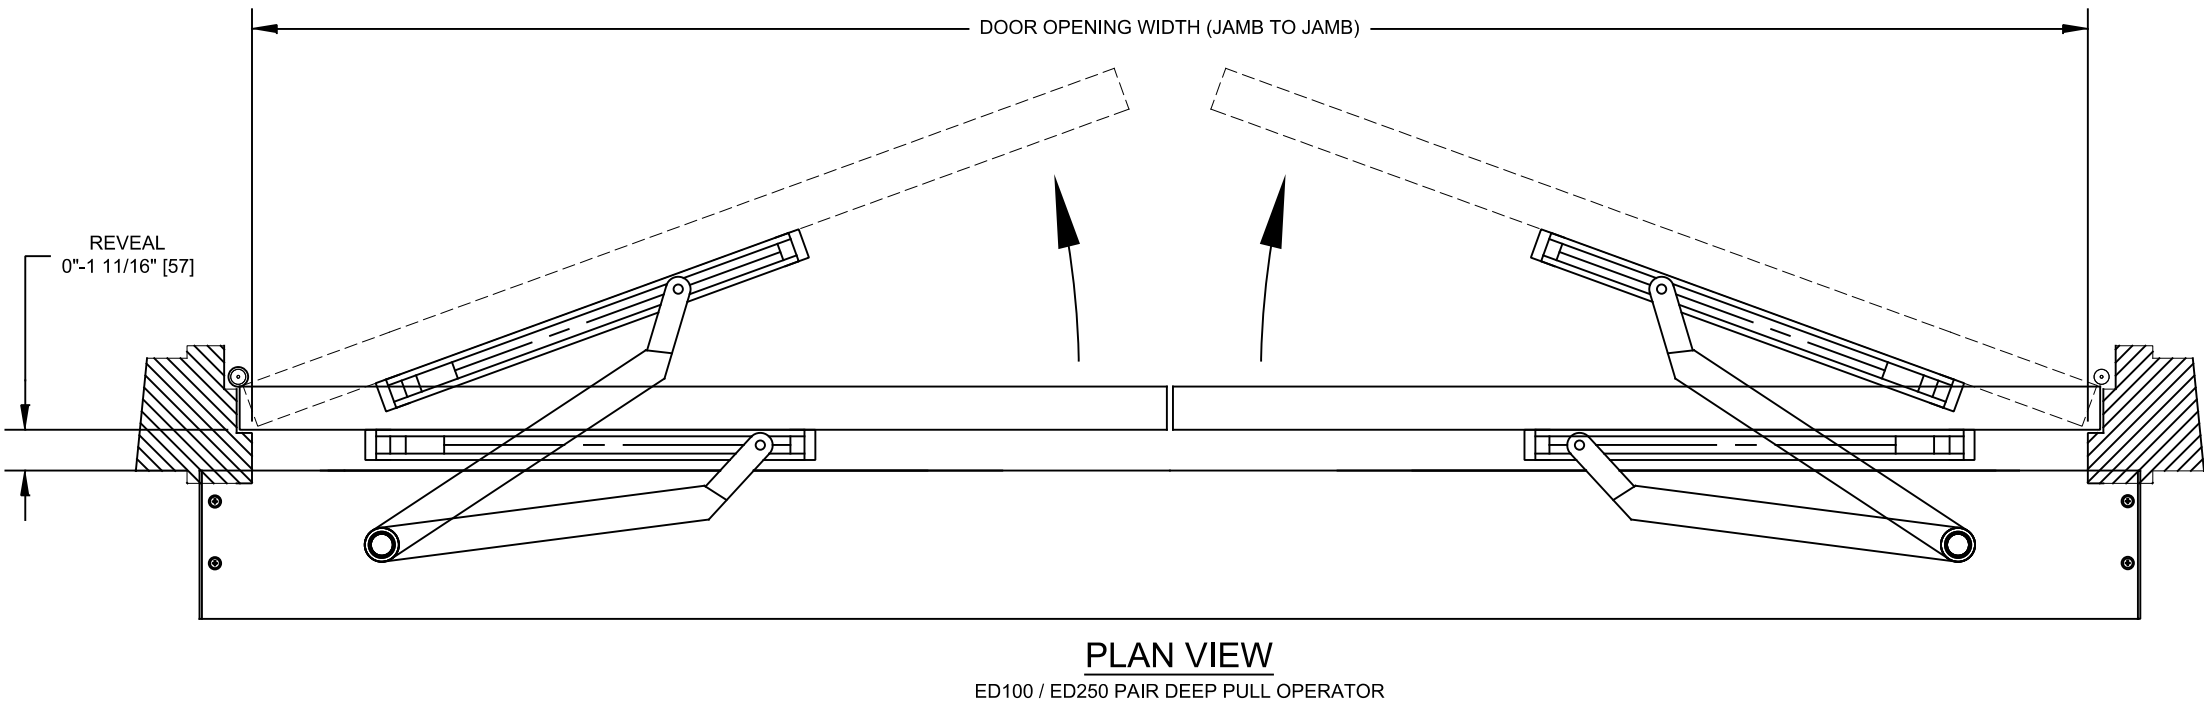 DOOR OPENING WIDTH (JAMB TO JAMB)
REVEAL
0"-1 11/16" [57]
PLAN VIEW
ED100 / ED250 PAIR DEEP PULL OPERATOR